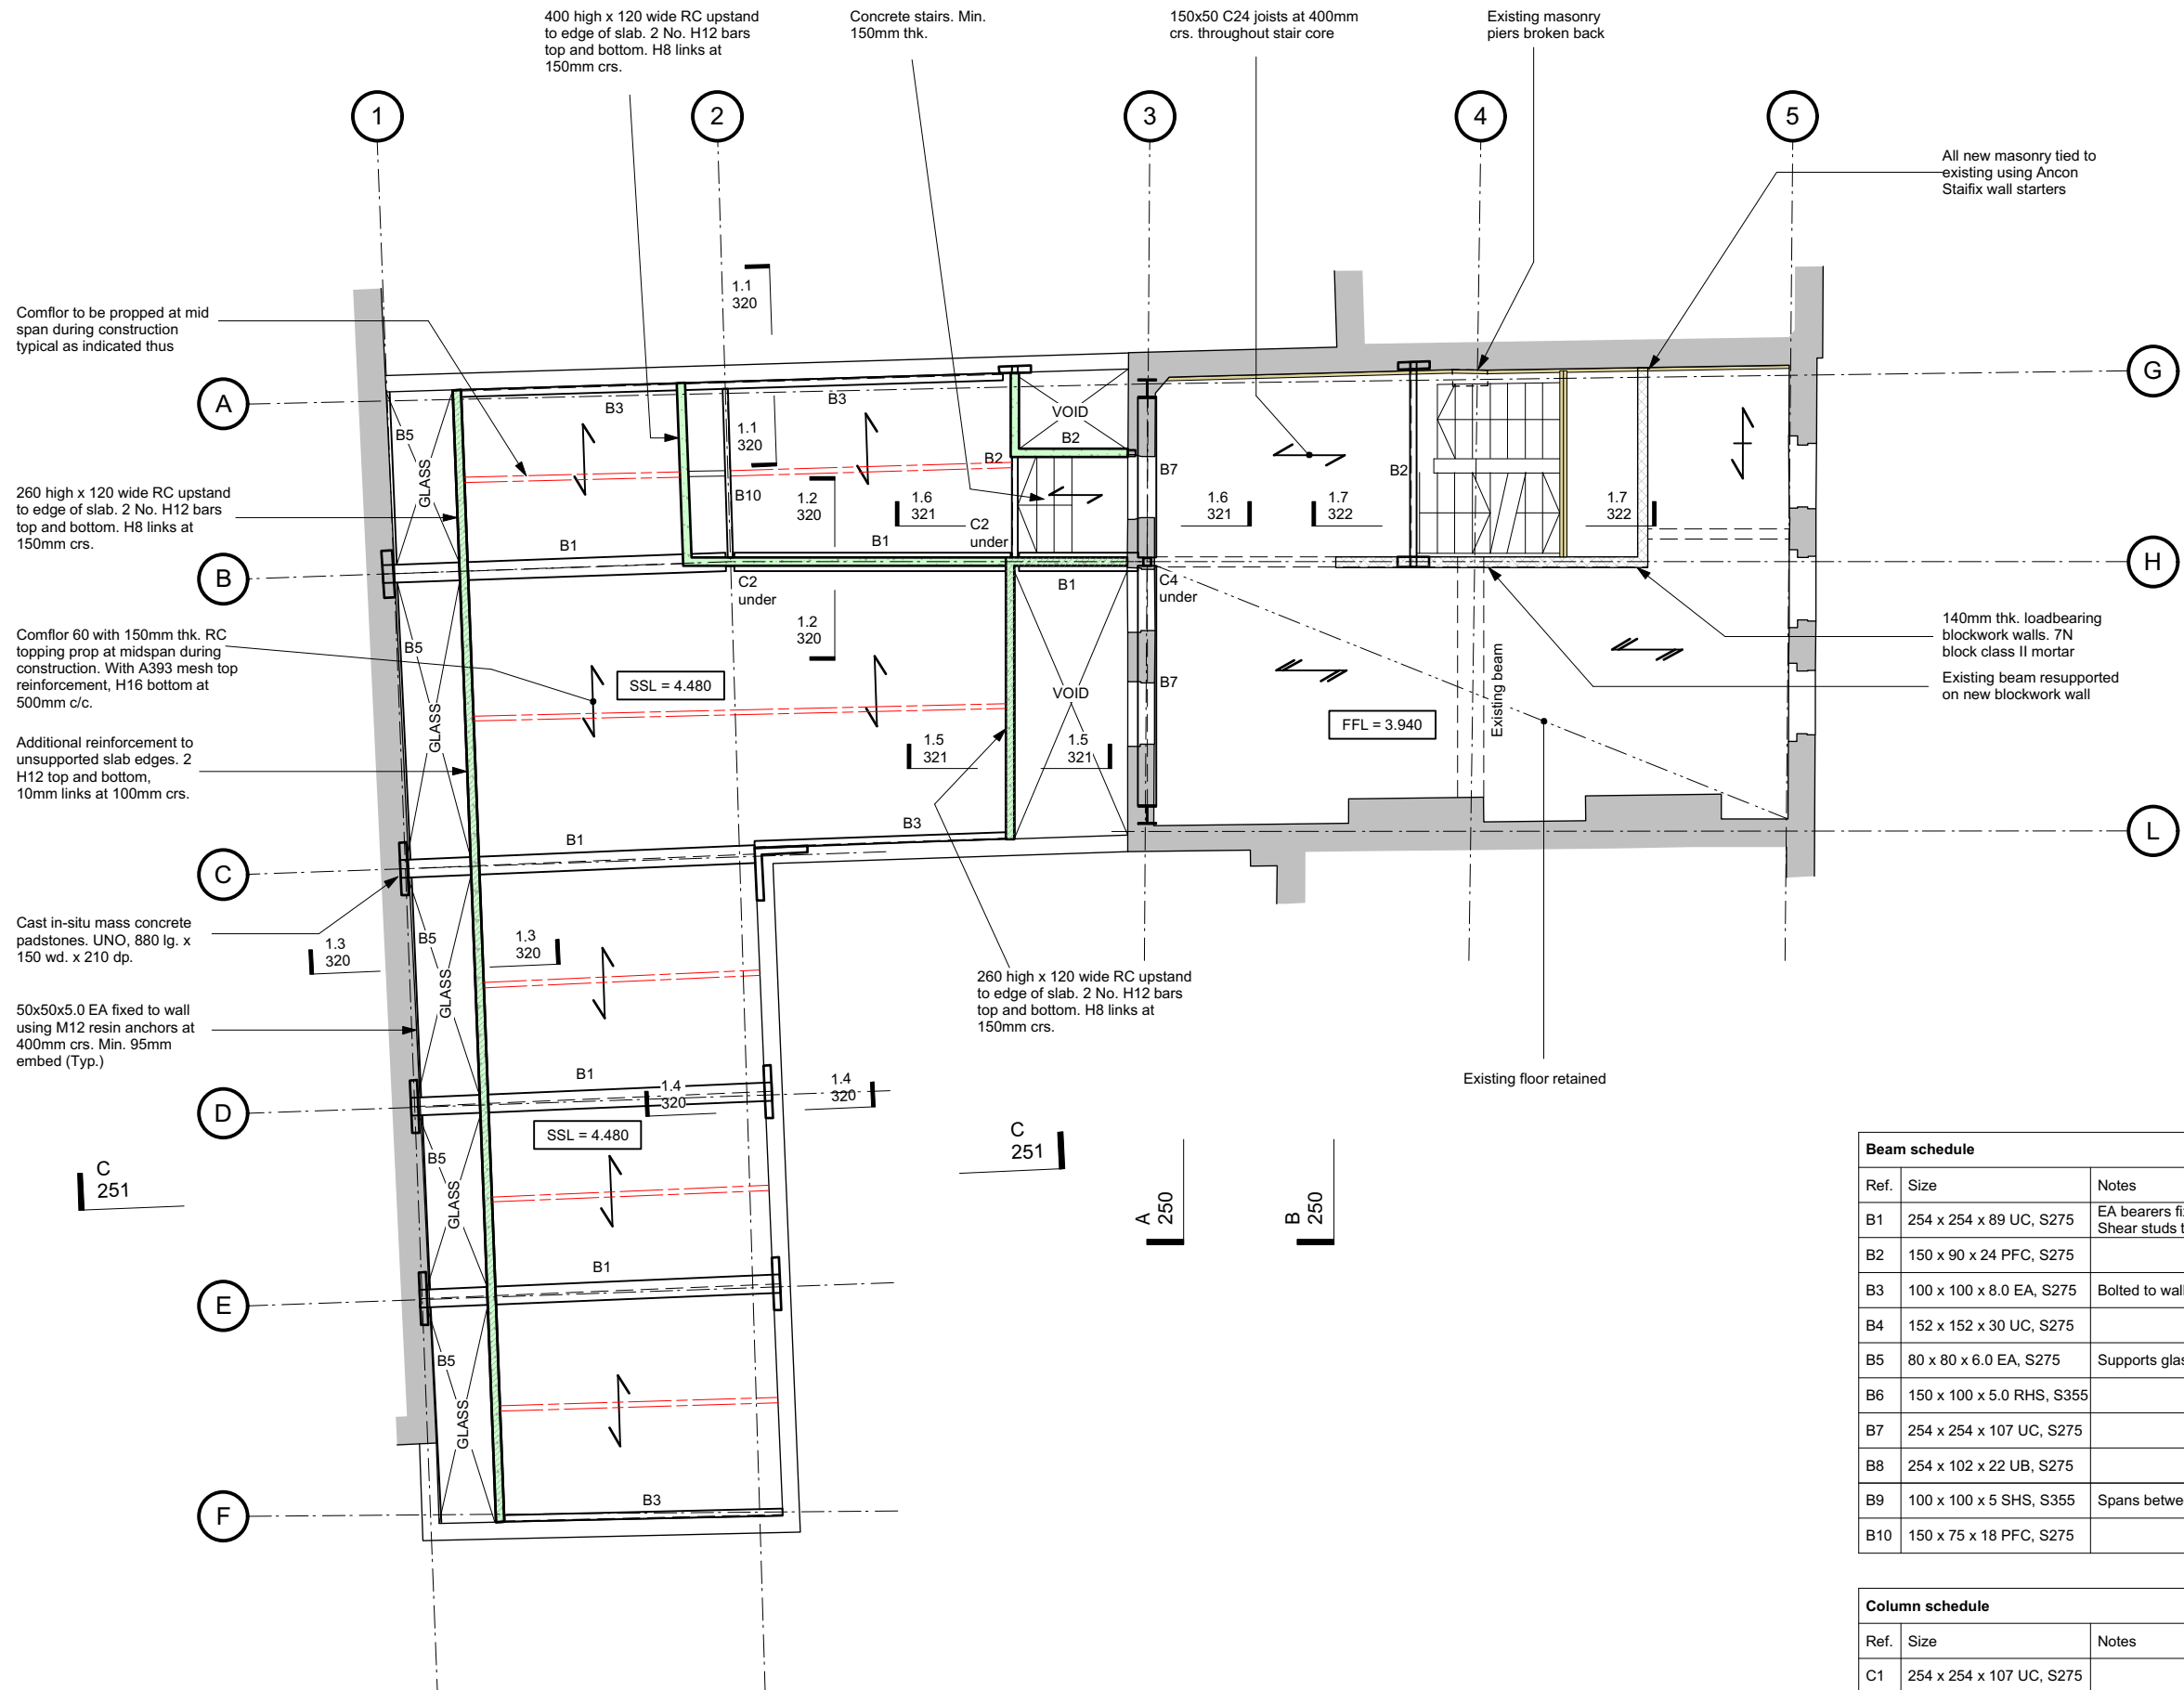 400 high x 120 wide RC upstand
to edge of slab. 2 No. H12 bars
top and bottom. H8 links at
150mm crs.
Concrete stairs. Min.
150mm thk.
150x50 C24 joists at 400mm
crs. throughout stair core
Existing masonry
piers broken back
1
2
3
4
5
All new masonry tied to
existing using Ancon
Staifix wall starters
Comflor to be propped at mid
span during construction
typical as indicated thus
1.1
320
A
G
B3
B3
VOID
B5
1.1
320
B2
GLASS
B2
B7
B2
260 high x 120 wide RC upstand
to edge of slab. 2 No. H12 bars
top and bottom. H8 links at
150mm crs.
B10
1.2
320
1.6
321
C2
under
1.6
321
1.7
322
1.7
322
B1
B1
B
H
C2
under
B1
C4
under
Comflor 60 with 150mm thk. RC
topping prop at midspan during
construction. With A393 mesh top
reinforcement, H16 bottom at
500mm c/c.
B5
1.2
320
140mm thk. loadbearing
blockwork walls. 7N
block class II mortar
SSL = 4.480
VOID
B7
Existing beam
Existing beam resupported
on new blockwork wall
GLASS
FFL = 3.940
Additional reinforcement to
unsupported slab edges. 2
H12 top and bottom,
10mm links at 100mm crs.
1.5
321
1.5
321
B3
B1
L
C
Cast in-situ mass concrete
padstones. UNO, 880 lg. x
150 wd. x 210 dp.
B5
1.3
320
1.3
320
GLASS
260 high x 120 wide RC upstand
to edge of slab. 2 No. H12 bars
top and bottom. H8 links at
150mm crs.
50x50x5.0 EA fixed to wall
using M12 resin anchors at
400mm crs. Min. 95mm
embed (Typ.)
B1
1.4
320
1.4
320
Existing floor retained
D
SSL = 4.480
C
251
C
251
B5
GLASS
A
250
B
250
B1
E
B5
GLASS
B3
F
Beam schedule
Ref. Size Notes
B1 254 x 254 x 89 UC, S275 EA bearers
Shear studs
B2 150 x 90 x 24 PFC, S275
B3 100 x 100 x 8.0 EA, S275 Bolted to wall
B4 152 x 152 x 30 UC, S275
B5 80 x 80 x 6.0 EA, S275 Supports
B6 150 x 100 x 5.0 RHS, S355
B7 254 x 254 x 107 UC, S275
B8 254 x 102 x 22 UB, S275
B9 100 x 100 x 5 SHS, S355 Spans
B10 150 x 75 x 18 PFC, S275
Column schedule
Ref. Size Notes
C1 254 x 254 x 107 UC, S275